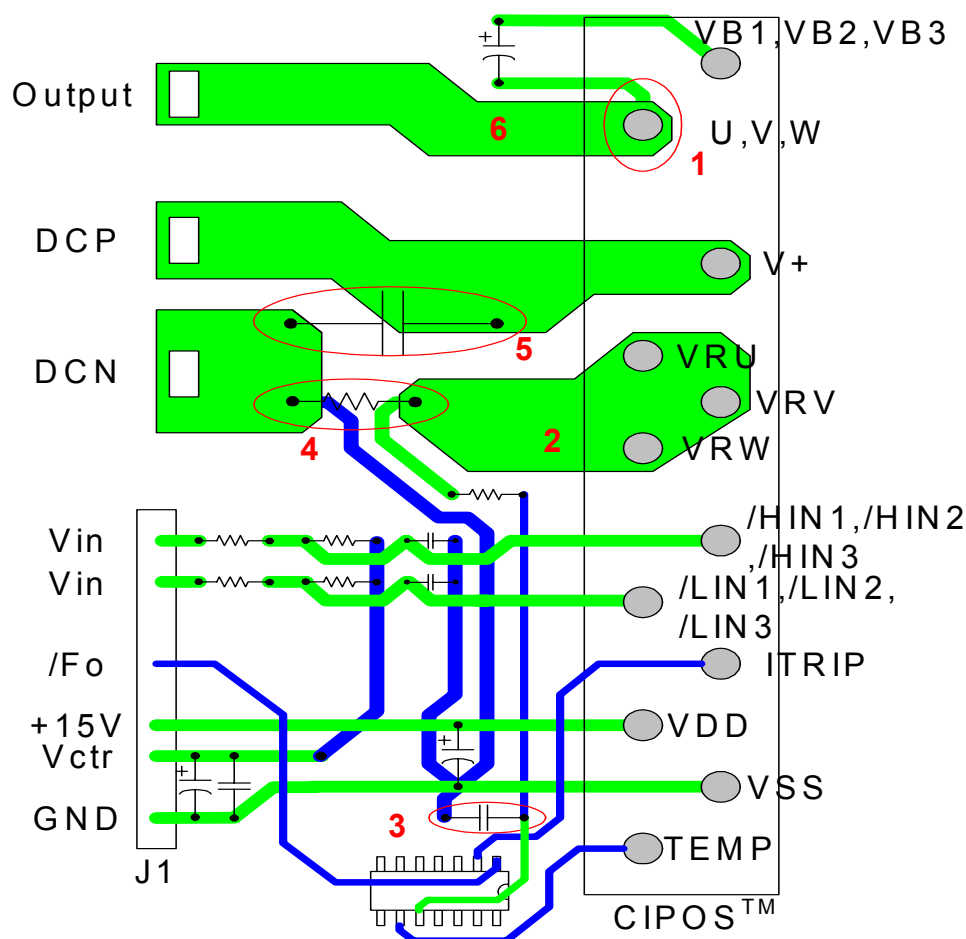 VB1,VB2,VB3
Output
6
U,V,W
1
DCP
V+
5
DCN
VRU
VRV
4
2
VRW
Vin
/HIN1,/HIN2
,/HIN3
Vin
/LIN1,/LIN2,
/LIN3
/Fo
ITRIP
+15V
VDD
Vctr
VSS
GND
3
TEMP
J1
CIPOS™
+
+
+